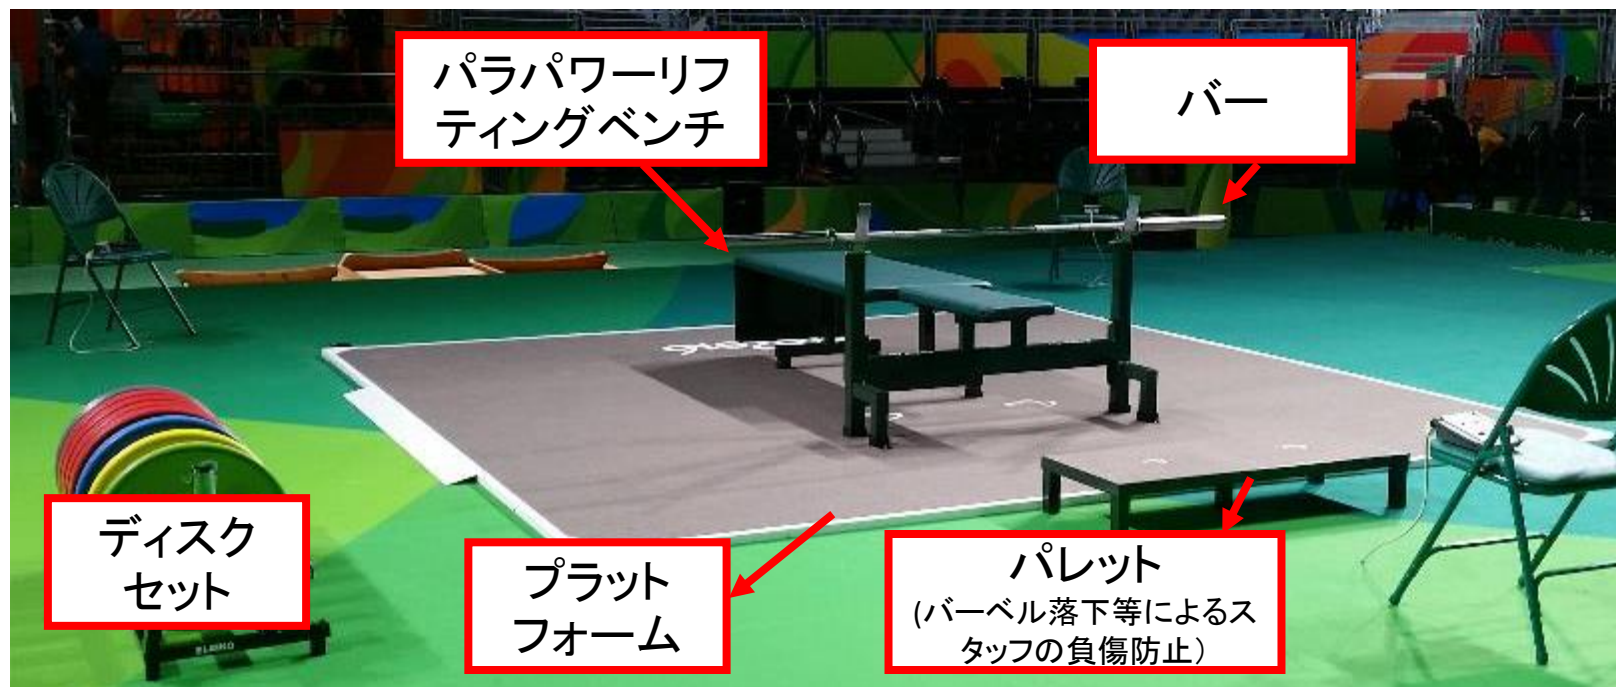 パラパワーリフ
ティングベンチ
バー
ディスク
セット
プラット
フォーム
パレット
(バーベル落下等によるス
タッフの負傷防止）
ELEIKO